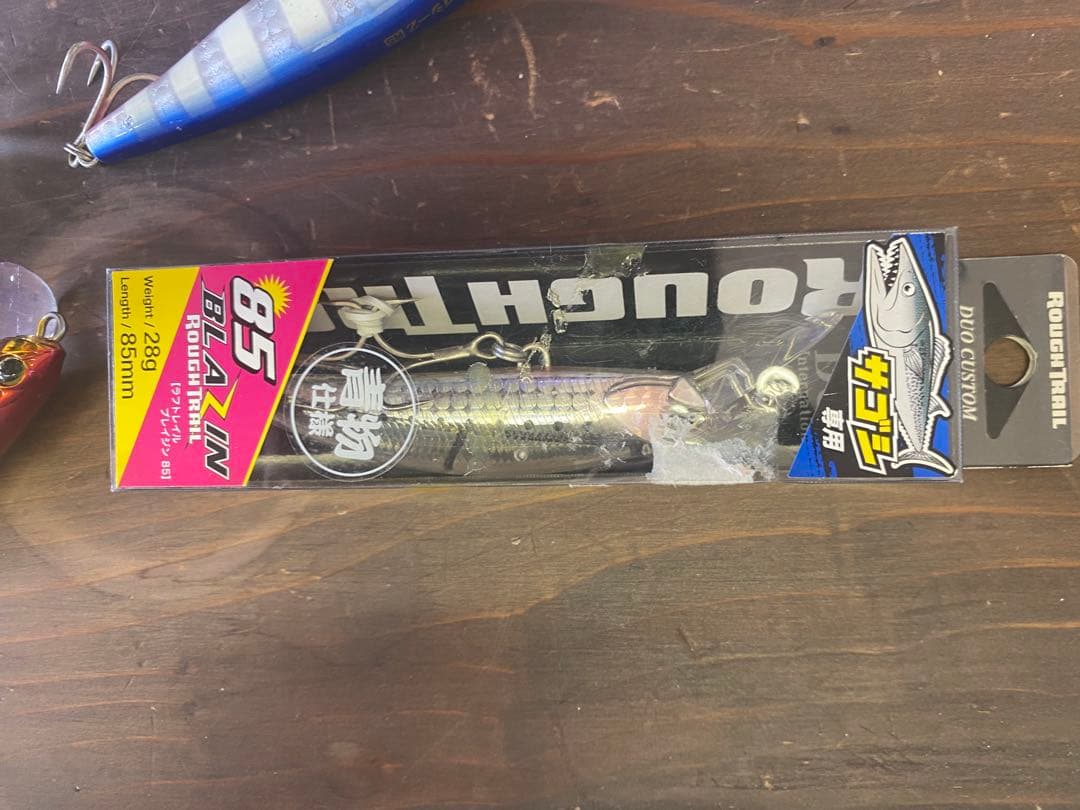 ROUGH TRAIL
DUO CUSTOM
サゴシ
専用
ROUGH TR
青物
仕様
85
BLAZIN
ROUGH TRAIL
[ラフトレイル
ブレイジン 85]
Weight / 28g
Length / 85mm